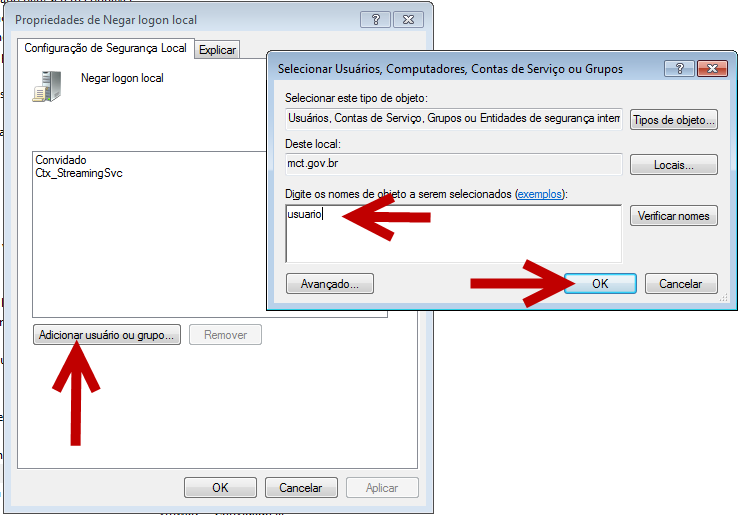 Propriedades de Negar logon local
Configuração de Segurança Local
Explicar
Negar logon local
Convidado
Ctx_StreamingSvc
Adicionar usuário ou grupo...
Remover
OK
Cancelar
Aplicar
Selecionar Usuários, Computadores, Contas de Serviço ou Grupos
Selecionar este tipo de objeto:
Usuários, Contas de Serviço, Grupos ou Entidades de segurança intern
Tipos de objeto...
Deste local:
mct.gov.br
Locais...
Digite os nomes de objeto a serem selecionados (exemplos):
usuario
Verificar nomes
Avançado...
OK
Cancelar